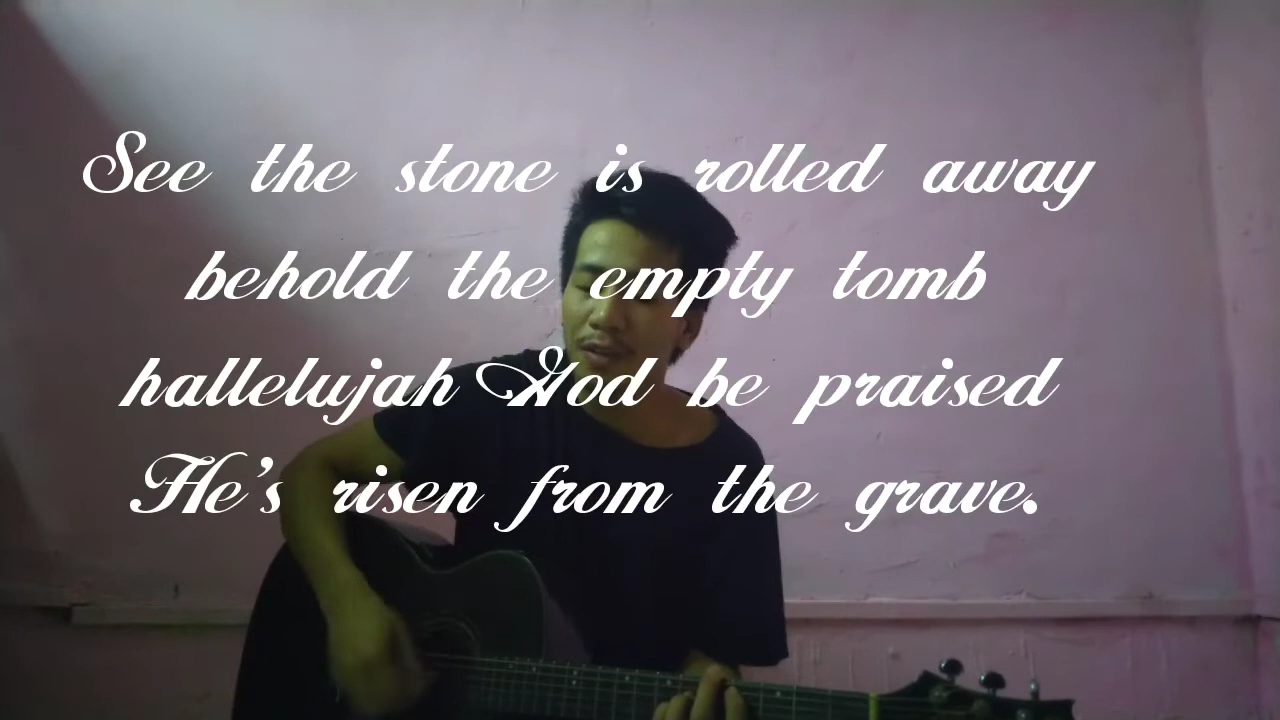 See the stone is rolled away
behold the empty tomb
hallelujah God be praised
He's risen from the grave.